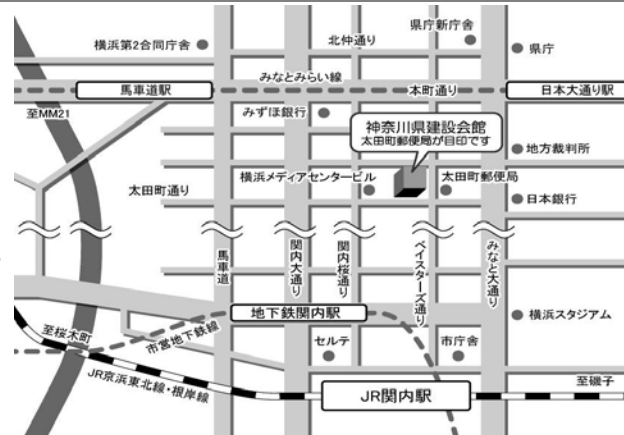 横浜第2合同庁舎
北仲通り
県庁新庁舎
県庁
みなとみらい線
馬車道駅
本町通り
日本大通り駅
至MM21
みずほ銀行
神奈川県建設会館
太田町郵便局が目印です
地方裁判所
太田町通り
横浜メディアセンタービル
太田町郵便局
日本銀行
馬車道
関内大通り
関内桜通り
ベイスターズ通り
みなと大通り
地下鉄関内駅
横浜スタジアム
至桜木町
市営地下鉄線
セルテ
市庁舎
JR京浜東北線・根岸線
JR関内駅
至磯子